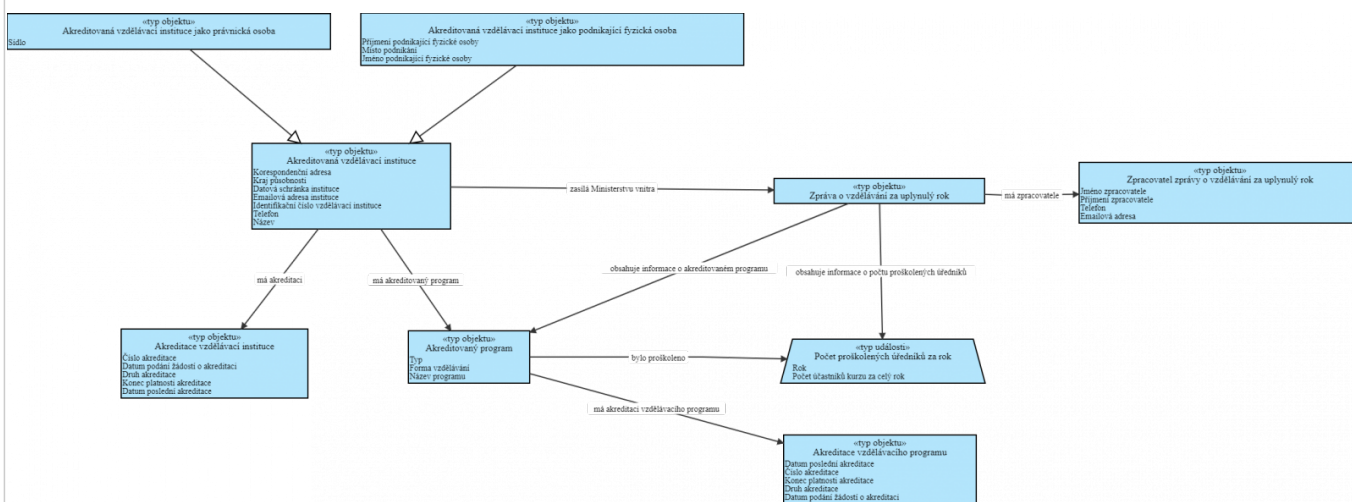 «typ objektu»
Akreditovaná vzdělávací instituce jako právnická osoba
Sídlo
«typ objektu»
Akreditovaná vzdělávací instituce jako podnikající fyzická osoba
Příjmení podnikající fyzické osoby
Místo podnikání
Jméno podnikající fyzické osoby
«typ objektu»
Akreditovaná vzdělávací instituce
Korespondenční adresa
Kraj působnosti
Datová schránka instituce
Emailová adresa instituce
Identifikační číslo vzdělávací instituce
Telefon
Název
zasílá Ministerstvu vnitra
«typ objektu»
Zpráva o vzdělávání za uplynulý rok
má zpracovatele
«typ objektu»
Zpracovatel zprávy o vzdělávání za uplynulý rok
Jméno zpracovatele
Příjmení zpracovatele
Telefon
Emailová adresa
má akreditaci
má akreditovaný program
obsahuje informace o akreditovaném programu
obsahuje informace o počtu proškolených úředníků
«typ objektu»
Akreditace vzdělávací instituce
Číslo akreditace
Datum podání žádosti o akreditaci
Druh akreditace
Konec platnosti akreditace
Datum poslední akreditace
«typ objektu»
Akreditovaný program
Typ
Forma vzdělávání
Název programu
bylo proškoleno
«typ události»
Počet proškolených úředníků za rok
Rok
Počet účastníků kurzu za celý rok
má akreditaci vzdělávacího programu
«typ objektu»
Akreditace vzdělávacího programu
Datum poslední akreditace
Číslo akreditace
Konec platnosti akreditace
Druh akreditace
Datum podání žádosti o akreditaci